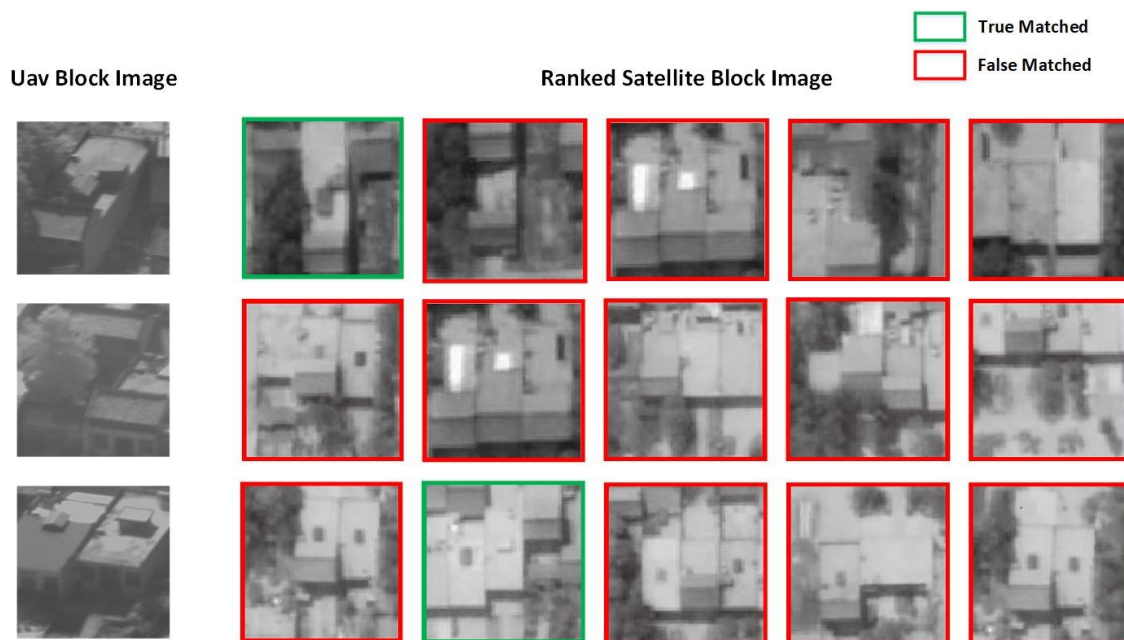 True Matched
False Matched
Uav Block Image
Ranked Satellite Block Image